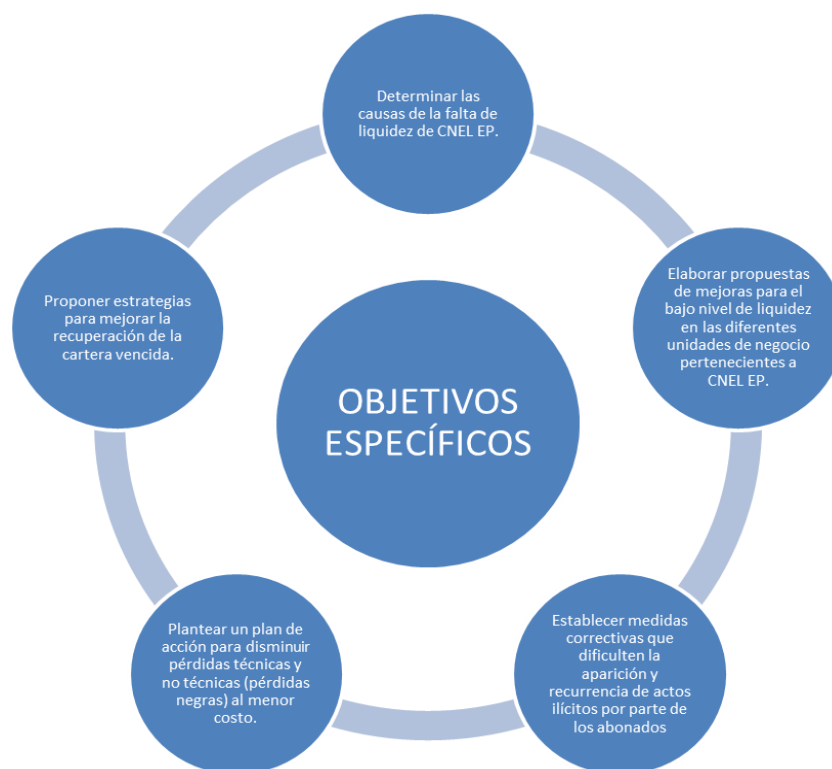 Determinar las
causas de la falta de
liquidez de CNEL EP.
Elaborar propuestas
de mejoras para el
bajo nivel de liquidez
en las diferentes
unidades de negocio
pertenecientes a
CNEL EP.
Establecer medidas
correctivas que
dificulten la
aparición y
recurrencia de actos
ilícitos por parte de
los abonados
Plantear un plan de
acción para disminuir
pérdidas técnicas y
no técnicas (pérdidas
negras) al menor
costo.
Proponer estrategias
para mejorar la
recuperación de la
cartera vencida.
OBJETIVOS
ESPECÍFICOS